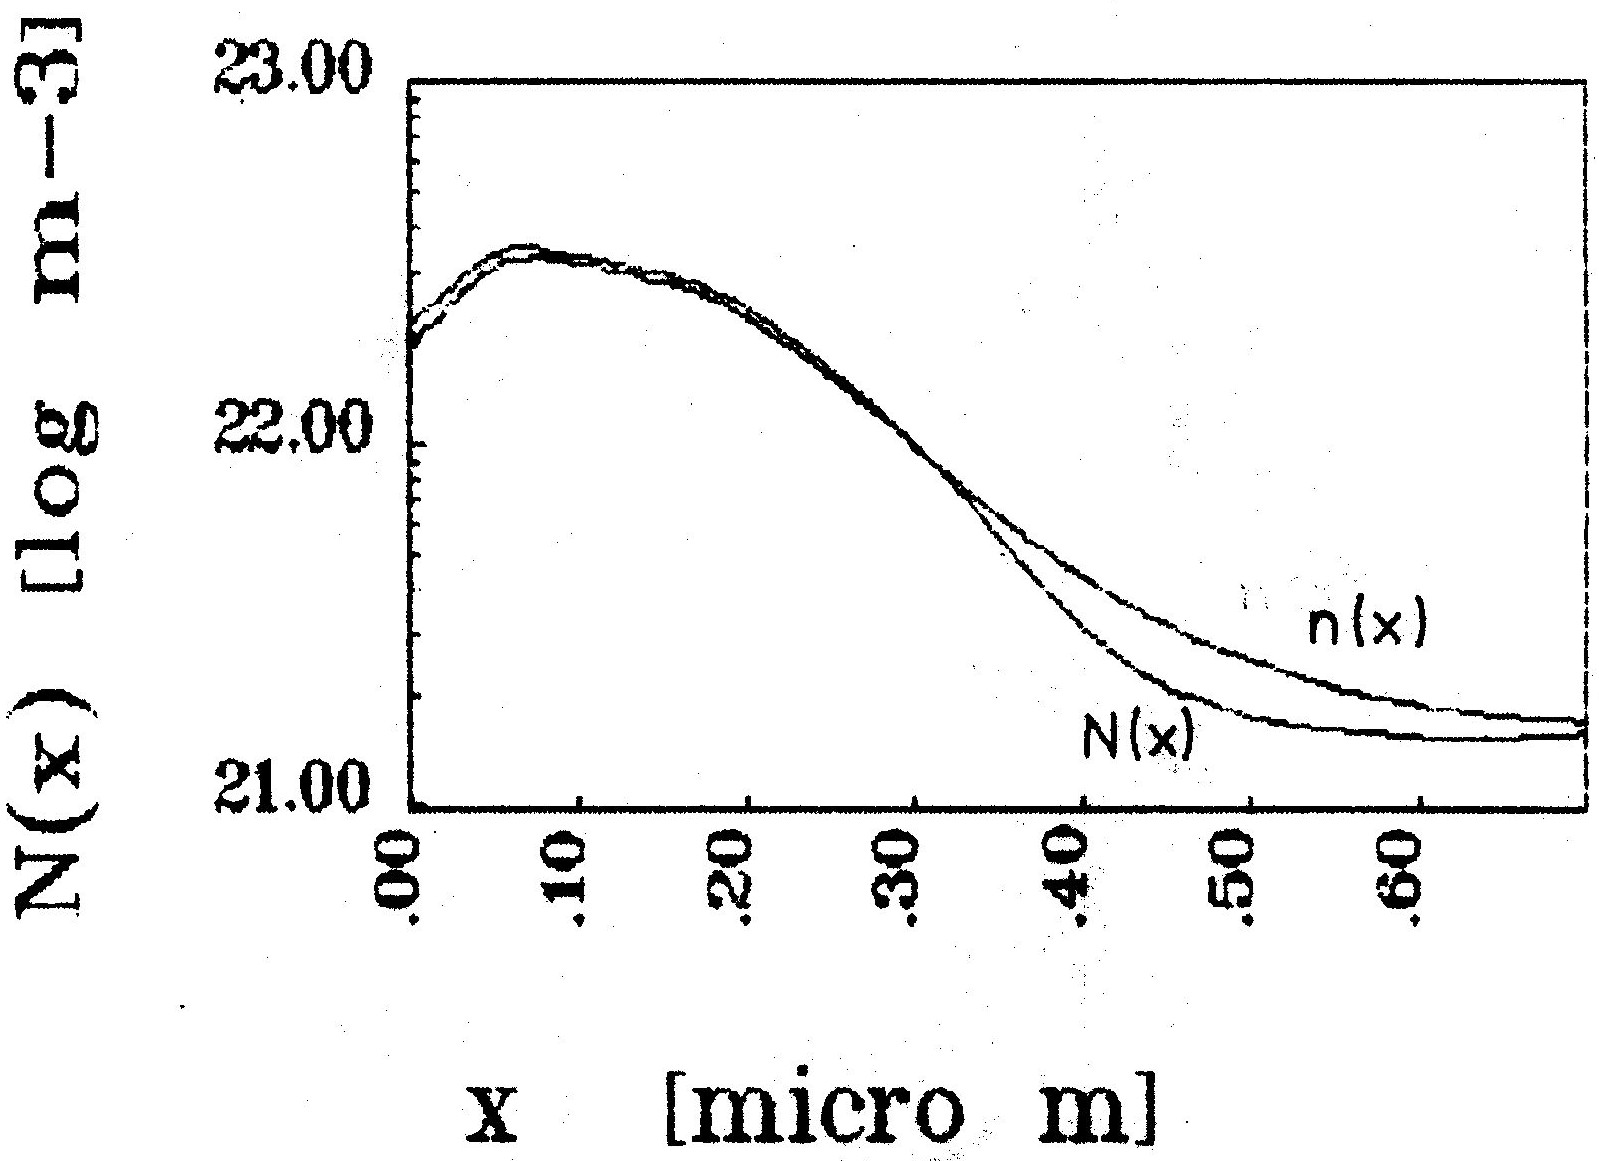 N(x) [log m-3]
23.00
22.00
21.00
n(x)
N(x)
.00 .10 .20 .30 .40 .50 .60
x [micro m]